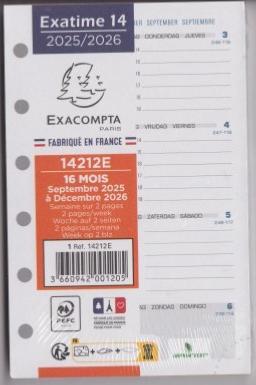 Exatime 14
2025/2026
EXACOMPTA
PARIS
FABRIQUÉ EN FRANCE
14212E
16 MOIS
Septembre 2025
à Décembre 2026
Semaine sur 2 pages
2 pages/week
Woche auf 2 seiten
2 páginas/semana
Week op 2 blz
1 Ref. 14212E
3 660942 001205
PEFC
FR
SEPTEMBER SEPTIEMBRE
DONDERDAG JUEVES 3
VRIJDAG VIERNES 4
ZATERDAG SÁBADO 5
ZONDAG DOMINGO 6